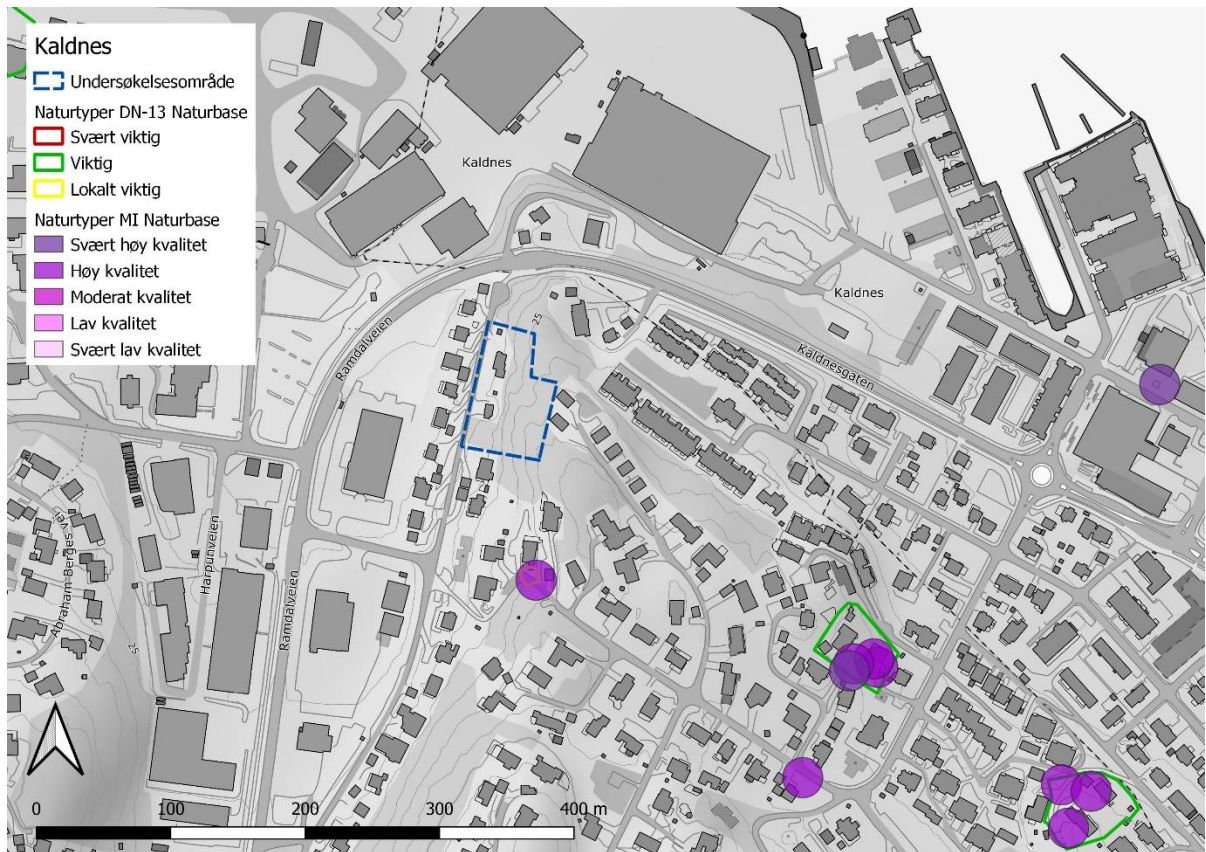 Kaldnes
Undersøkelsesområde
Naturtyper DN-13 Naturbase
Svært viktig
Viktig
Lokalt viktig
Naturtyper MI Naturbase
Svært høy kvalitet
Høy kvalitet
Moderat kvalitet
Lav kvalitet
Svært lav kvalitet
Kaldnes
Kaldnes
25
Ramdalveien
Kaldnesgaten
Abraham Berges vei
Harpunveien
Ramdalveien
25
0 100 200 300 400 m